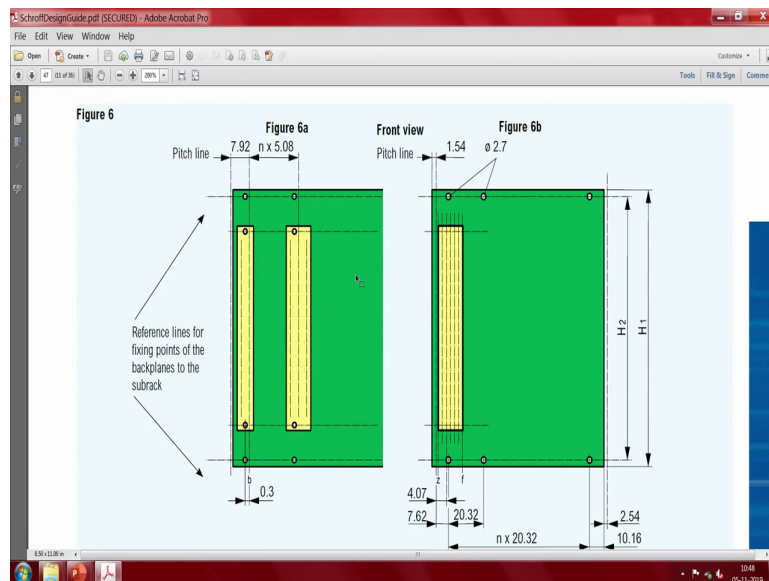 SchroffDesignGuide.pdf (SECURED) - Adobe Acrobat Pro
File Edit View Window Help
Open Create Customize
47 (11 of 36) 200% Tools Fill & Sign Comme
Figure 6
Figure 6a Front view Figure 6b
Pitch line 7.92 n x 5.08 Pitch line 1.54 ø 2.7
Reference lines for
fixing points of the
backplanes to the
subrack
H2
H1
b z f
0.3 4.07
7.62 20.32 2.54
n x 20.32 10.16
8.50 x 11.00 in
10:48
05-11-2019